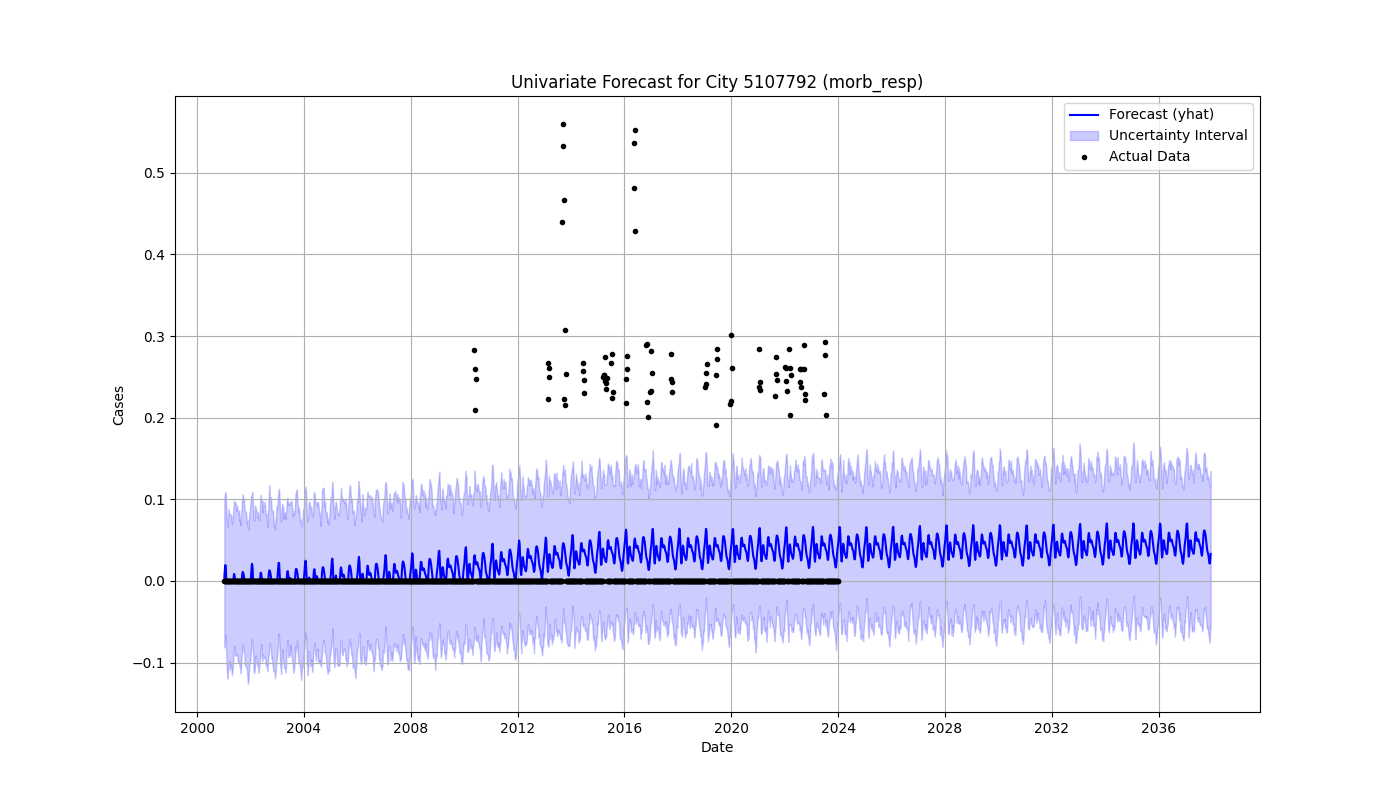 Univariate Forecast for City 5107792 (morb_resp)
Forecast (yhat)
Uncertainty Interval
Actual Data
Cases
0.5
0.4
0.3
0.2
0.1
0.0
−0.1
2000 2004 2008 2012 2016 2020 2024 2028 2032 2036
Date